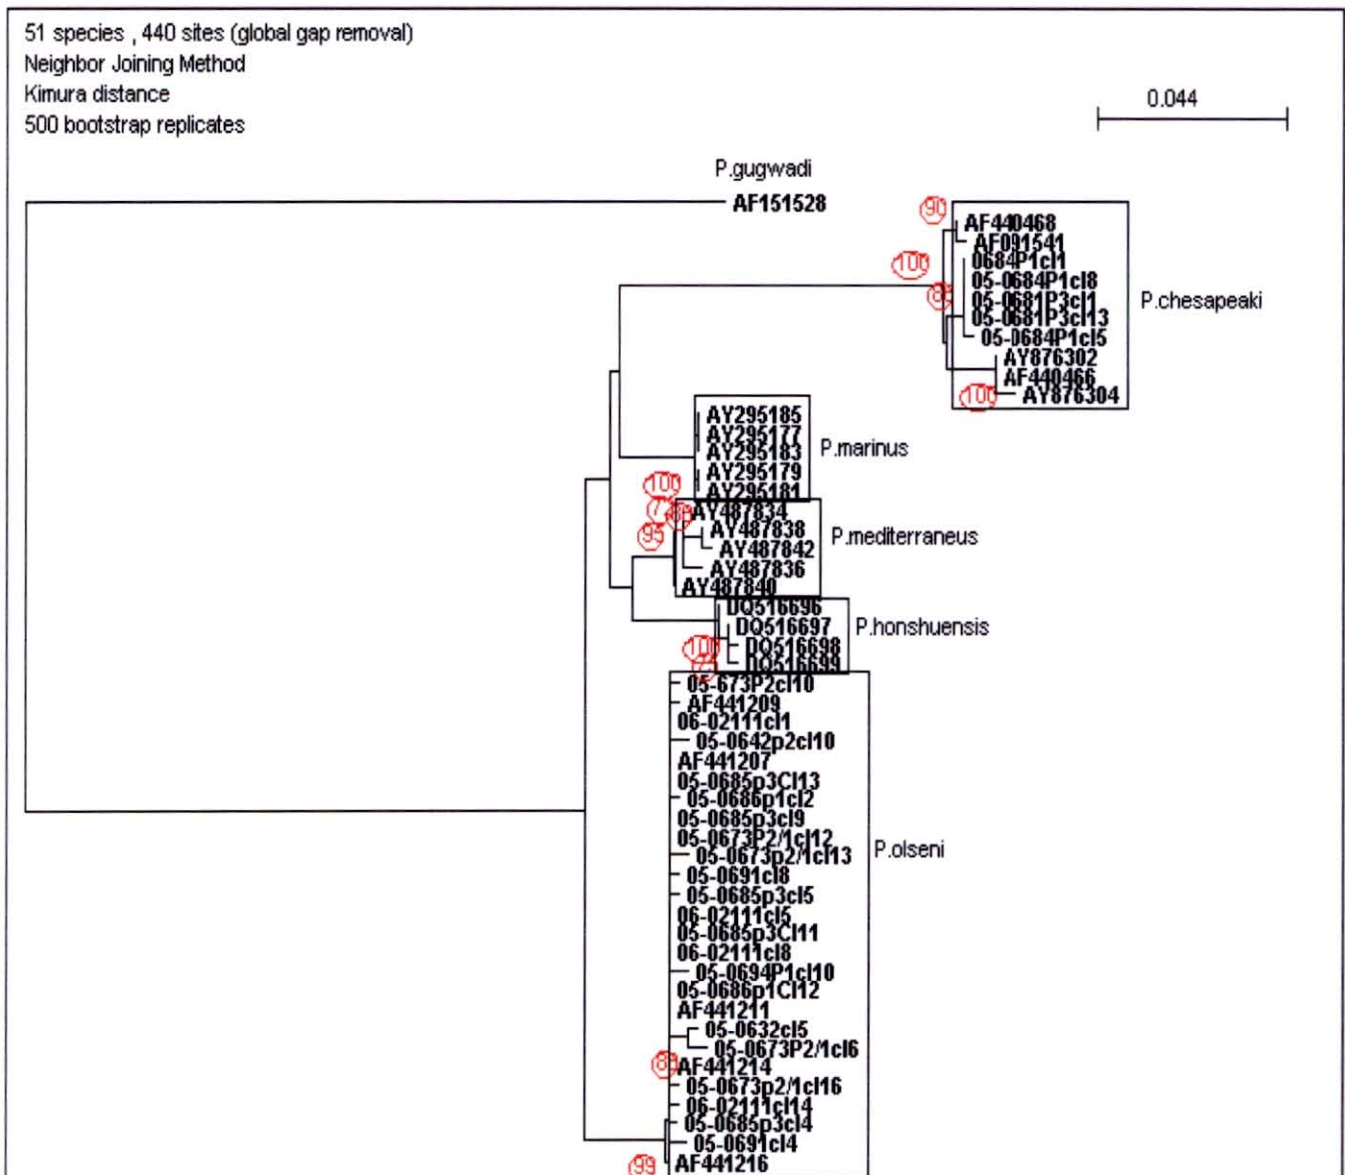 51 species , 440 sites (global gap removal)
Neighbor Joining Method
Kimura distance
500 bootstrap replicates
0.044
P.gugwadi
AF151528
90
AF440468
AF091541
100
0684P1cl1
05-0684P1cl8
05-0681P3cl1
05-0681P3cl13
05-0684P1cl5
P.chesapeaki
AY876302
AF440466
100
AY876304
AY295185
AY295177
AY295183
P.marinus
AY295179
100
AY295181
AY487834
95
AY487838
AY487842
P.mediterraneus
AY487836
AY487840
DQ516696
DQ516697
P.honshuensis
100
DQ516698
DQ516699
05-673P2cl10
AF441209
06-02111cl1
05-0642p2cl10
AF441207
05-0685p3Cl13
05-0686p1cl2
05-0685p3cl9
05-0673P2/1cl12
05-0673p2/1cl13
P.olseni
05-0691cl8
05-0685p3cl5
06-02111cl5
05-0685p3Cl11
06-02111cl8
05-0694P1cl10
05-0686p1Cl12
AF441211
05-0632cl5
05-0673P2/1cl6
AF441214
05-0673p2/1cl16
06-02111cl14
05-0685p3cl4
05-0691cl4
99
AF441216